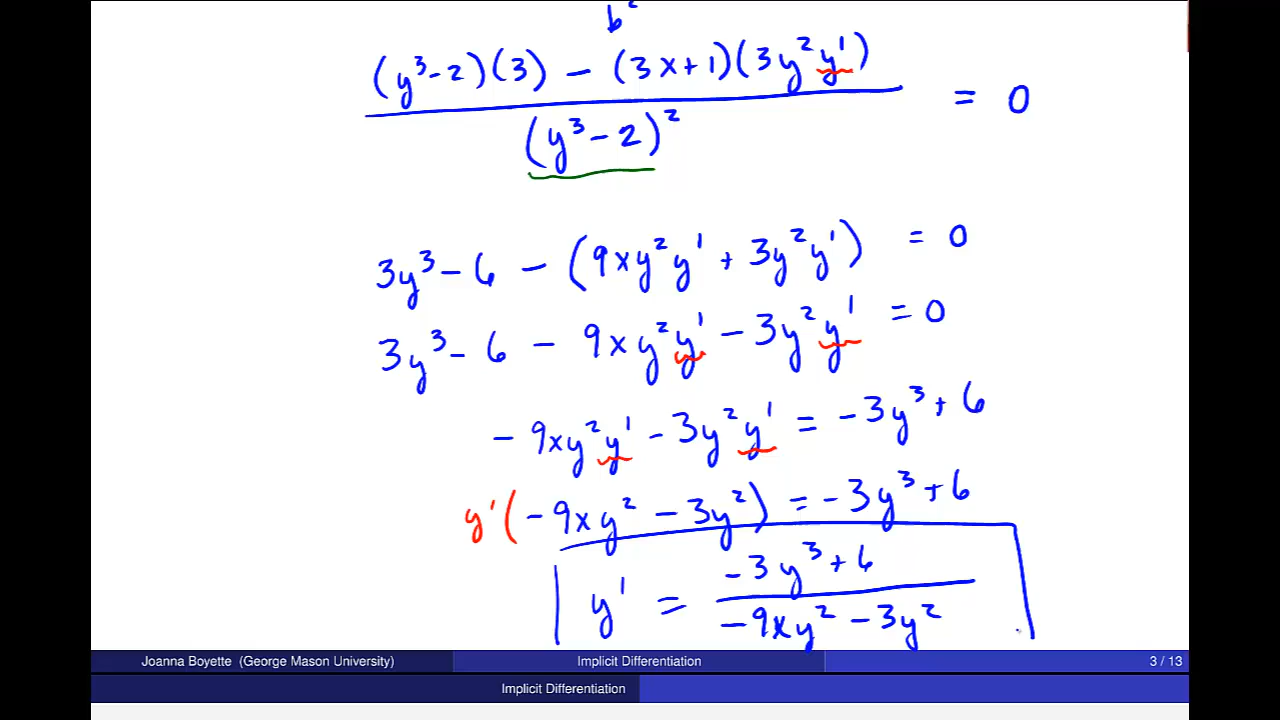 b²
(y³-2)(3) - (3x+1)(3y²y')
(y³-2)²
= 0
3y³-6 - (9xy²y' + 3y²y') = 0
3y³-6 - 9xy²y' - 3y²y' = 0
-9xy²y' - 3y²y' = -3y³+6
y'(-9xy² - 3y²) = -3y³+6
y' = -3y³+6
-9xy² - 3y²
Joanna Boyette (George Mason University) Implicit Differentiation 3 / 13
Implicit Differentiation